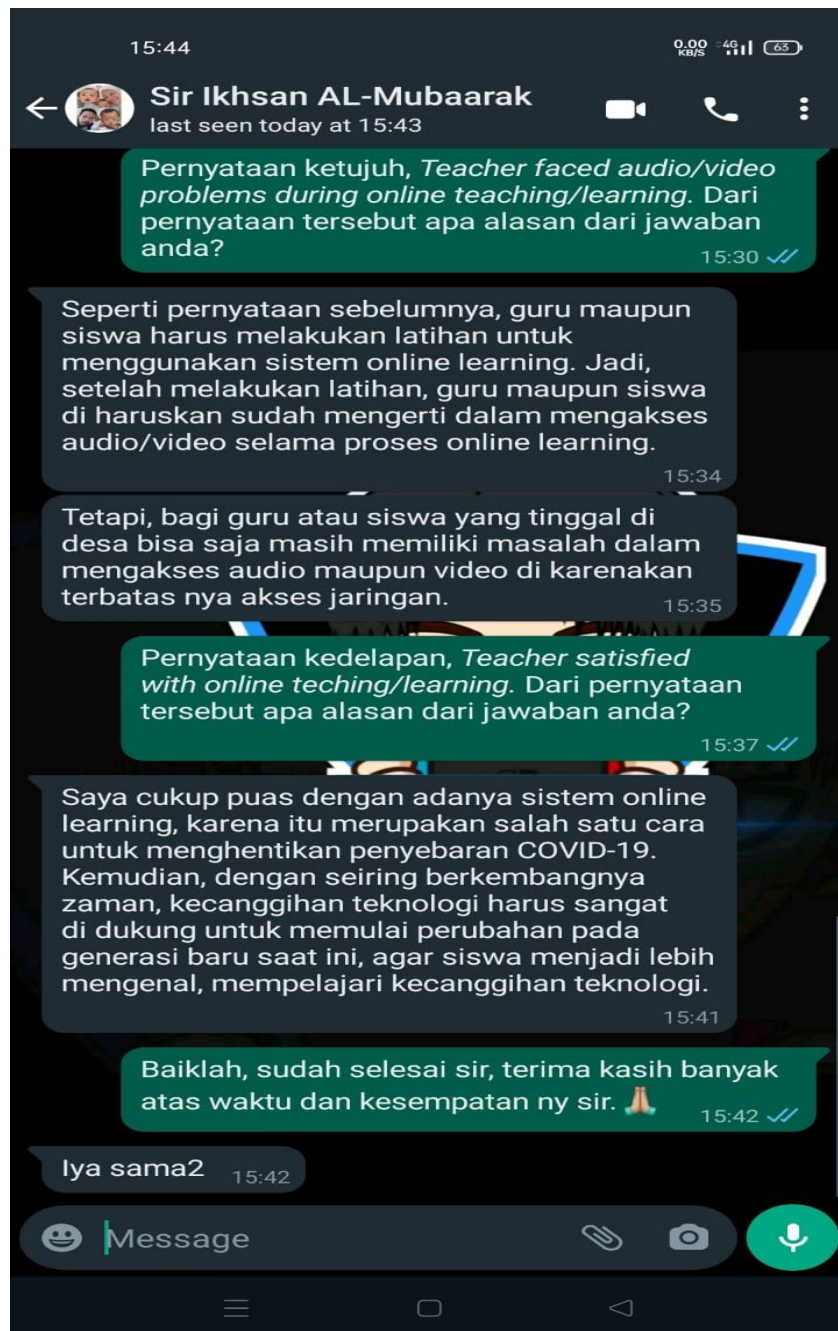 15:44
0.00 KB/S 4G 63
Sir Ikhsan AL-Mubaarak
last seen today at 15:43
Pernyataan ketujuh, Teacher faced audio/video
problems during online teaching/learning. Dari
pernyataan tersebut apa alasan dari jawaban
anda?
15:30
Seperti pernyataan sebelumnya, guru maupun
siswa harus melakukan latihan untuk
menggunakan sistem online learning. Jadi,
setelah melakukan latihan, guru maupun siswa
di haruskan sudah mengerti dalam mengakses
audio/video selama proses online learning.
15:34
Tetapi, bagi guru atau siswa yang tinggal di
desa bisa saja masih memiliki masalah dalam
mengakses audio maupun video di karenakan
terbatas nya akses jaringan.
15:35
Pernyataan kedelapan, Teacher satisfied
with online teching/learning. Dari pernyataan
tersebut apa alasan dari jawaban anda?
15:37
Saya cukup puas dengan adanya sistem online
learning, karena itu merupakan salah satu cara
untuk menghentikan penyebaran COVID-19.
Kemudian, dengan seiring berkembangnya
zaman, kecanggihan teknologi harus sangat
di dukung untuk memulai perubahan pada
generasi baru saat ini, agar siswa menjadi lebih
mengenal, mempelajari kecanggihan teknologi.
15:41
Baiklah, sudah selesai sir, terima kasih banyak
atas waktu dan kesempatan ny sir. 🙏
15:42
Iya sama2
15:42
Message